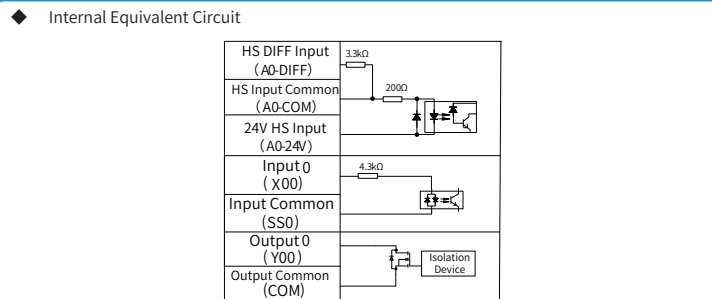 ◆ Internal Equivalent Circuit
HS DIFF Input
(A0-DIFF)
3.3kΩ
HS Input Common
(A0-COM)
200Ω
24V HS Input
(A0-24V)
Input 0
(X00)
4.3kΩ
Input Common
(SS0)
Output 0
(Y00)
Isolation
Device
Output Common
(COM)